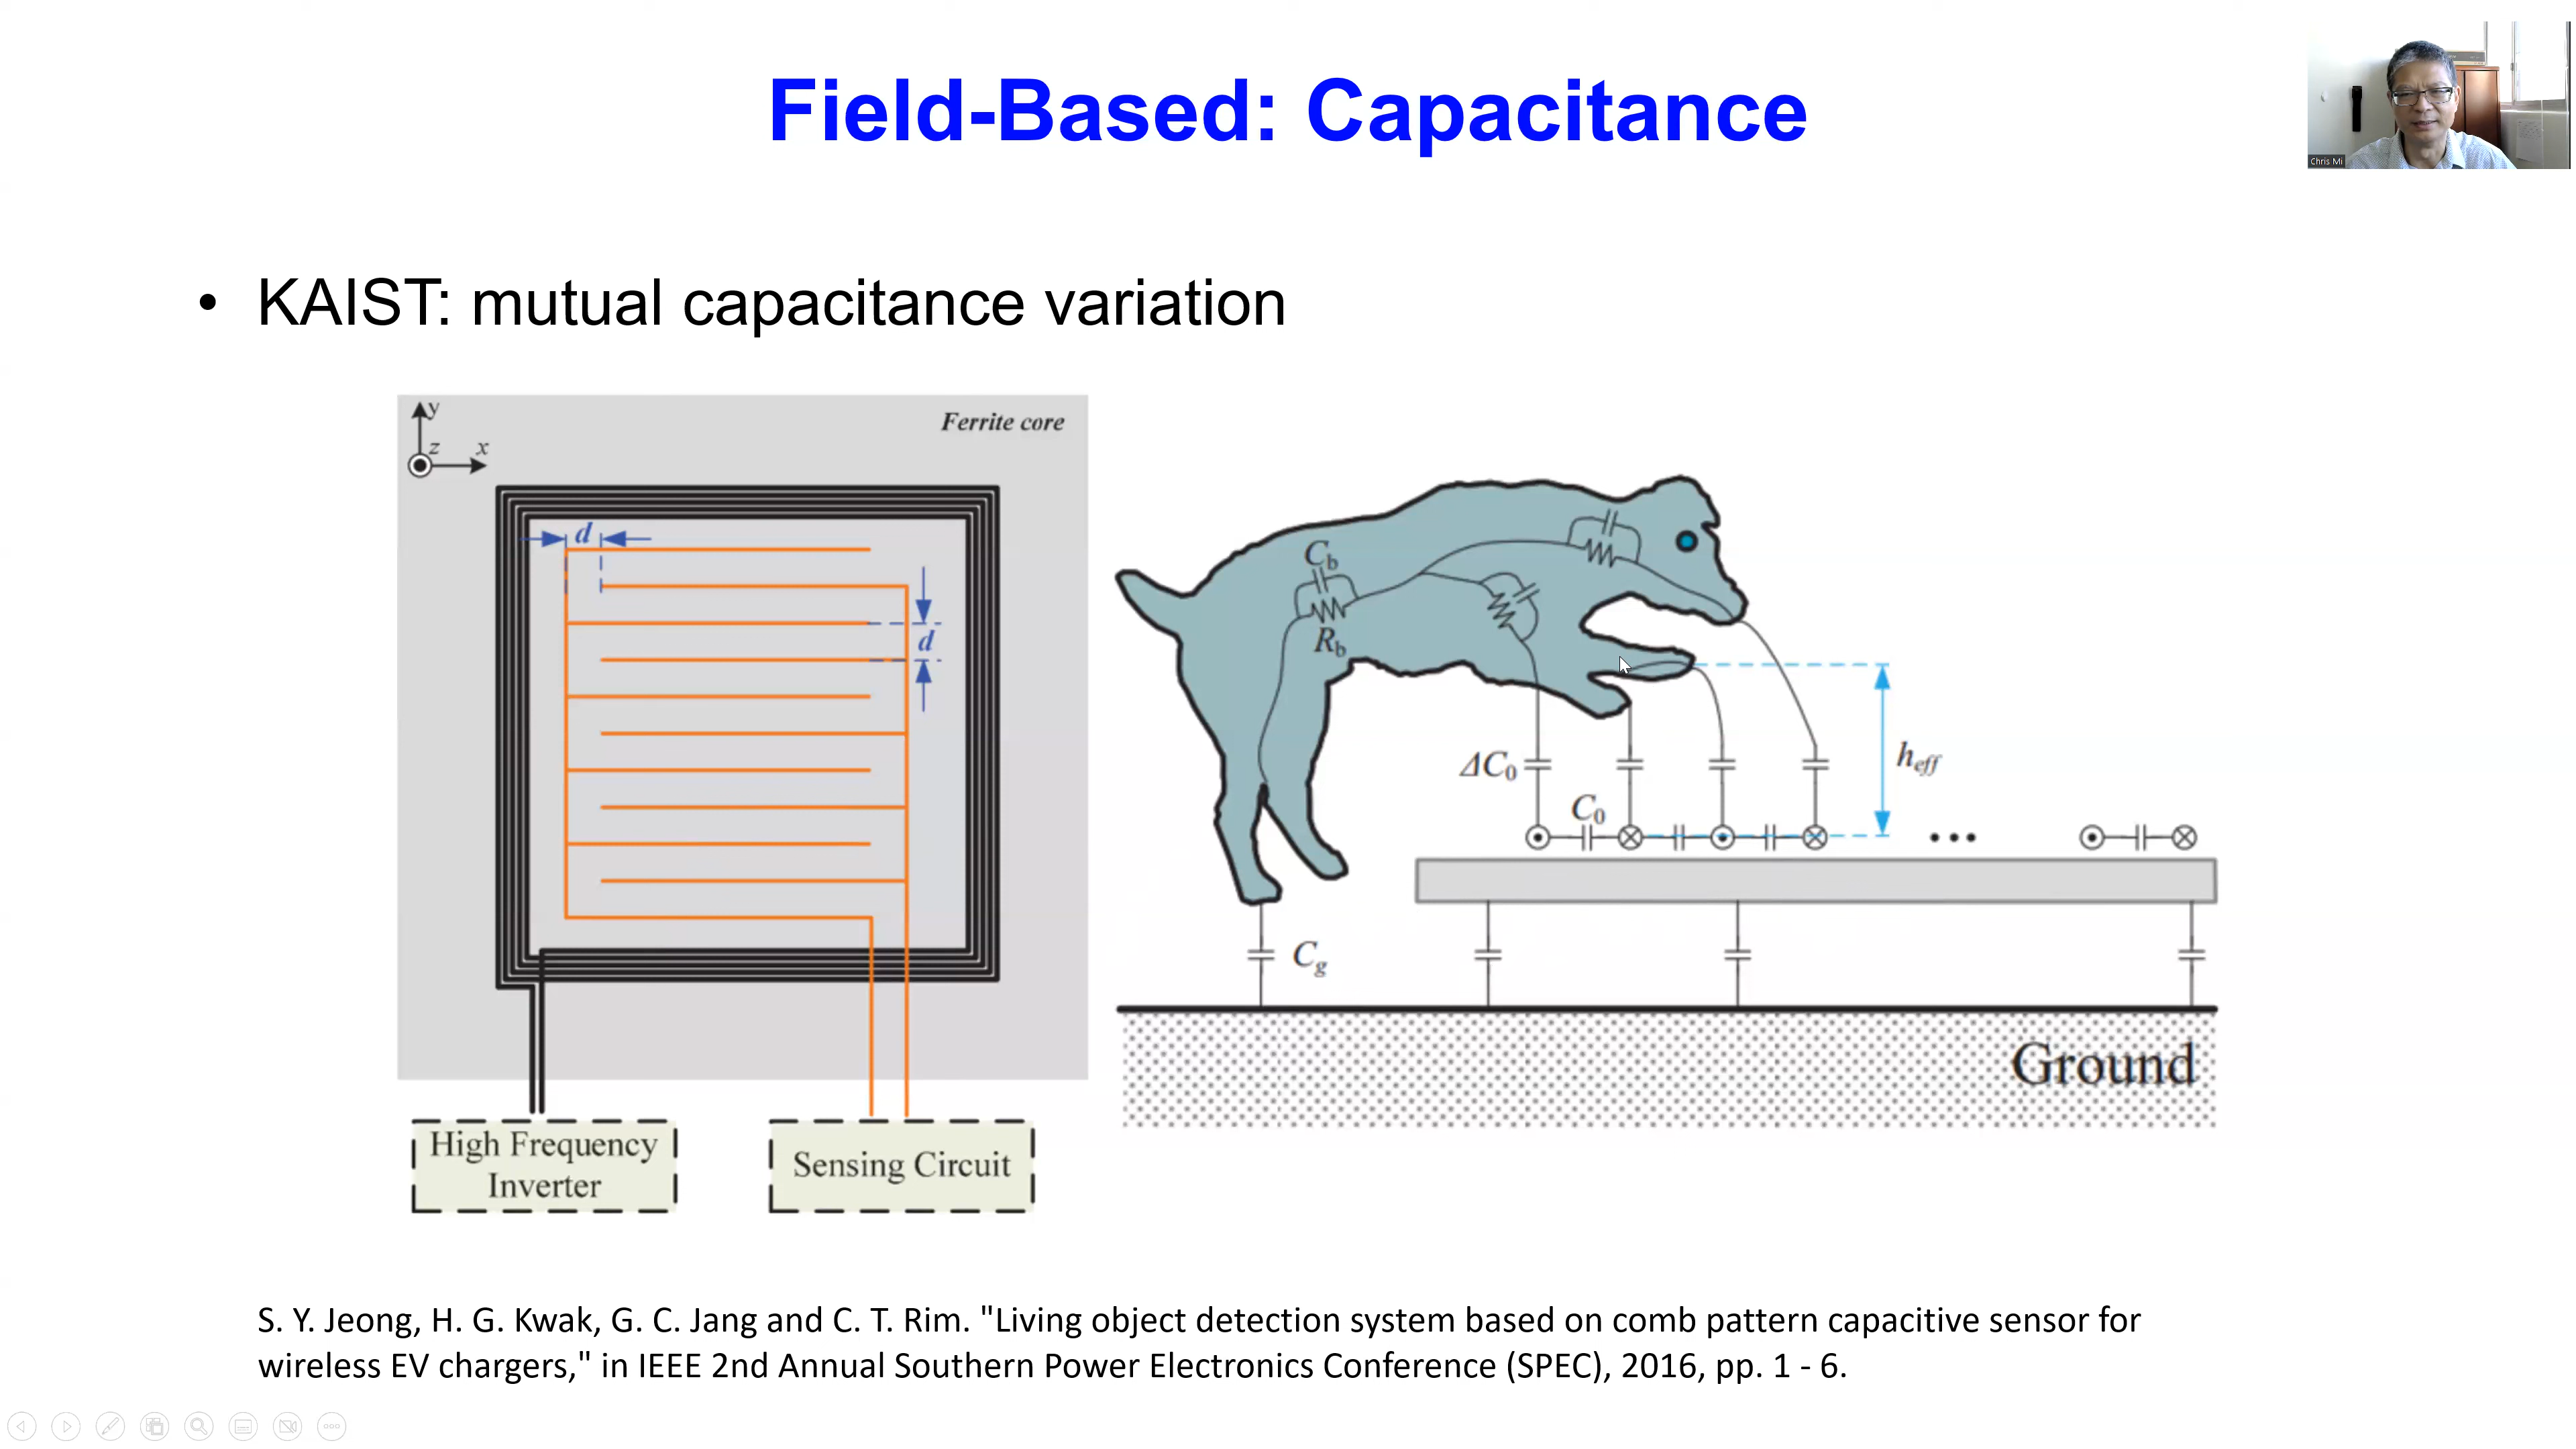 Field-Based: Capacitance
Chris Mi
• KAIST: mutual capacitance variation
y
z
x
Ferrite core
d
d
High Frequency
Inverter
Sensing Circuit
C_b
R_b
ΔC_0
C_0
h_eff
C_g
Ground
S. Y. Jeong, H. G. Kwak, G. C. Jang and C. T. Rim. "Living object detection system based on comb pattern capacitive sensor for
wireless EV chargers," in IEEE 2nd Annual Southern Power Electronics Conference (SPEC), 2016, pp. 1 - 6.